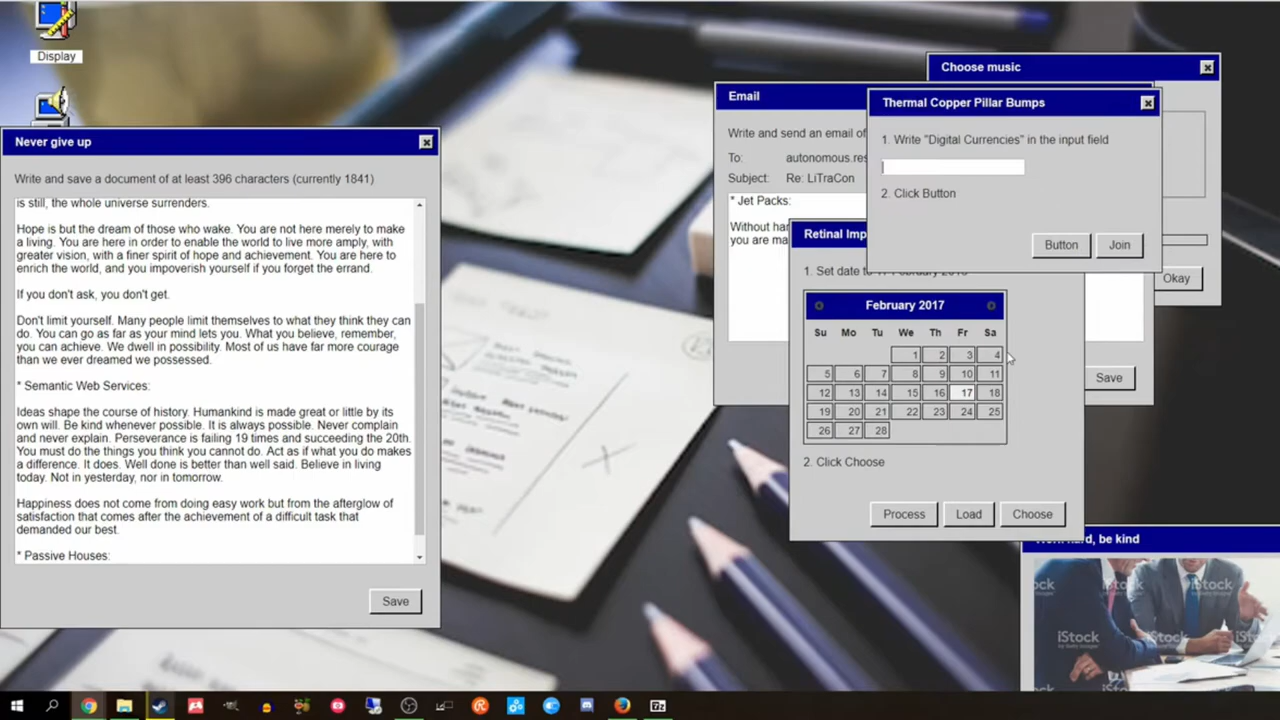 Display
Never give up
Write and save a document of at least 396 characters (currently 1841)
is still, the whole universe surrenders.
Hope is but the dream of those who wake. You are not here merely to make
a living. You are here in order to enable the world to live more amply, with
greater vision, with a finer spirit of hope and achievement. You are here to
enrich the world, and you impoverish yourself if you forget the errand.
If you don't ask, you don't get.
Don't limit yourself. Many people limit themselves to what they think they can
do. You can go as far as your mind lets you. What you believe, remember,
you can achieve. We dwell in possibility. Most of us have far more courage
than we ever dreamed we possessed.
* Semantic Web Services:
Ideas shape the course of history. Humankind is made great or little by its
own will. Be kind whenever possible. It is always possible. Never complain
and never explain. Perseverance is failing 19 times and succeeding the 20th.
You must do the things you think you cannot do. Act as if what you do makes
a difference. It does. Well done is better than well said. Believe in living
today. Not in yesterday, nor in tomorrow.
Happiness does not come from doing easy work but from the afterglow of
satisfaction that comes after the achievement of a difficult task that
demanded our best.
* Passive Houses:
Save
Choose music
Okay
Email
Write and send an email of
To: autonomous.res
Subject: Re: LiTraCon
* Jet Packs:
Without har
you are ma
Save
Thermal Copper Pillar Bumps
1. Write "Digital Currencies" in the input field
2. Click Button
Button Join
Retinal Imp
1. Set date to
February 2017
Su Mo Tu We Th Fr Sa
1 2 3 4
5 6 7 8 9 10 11
12 13 14 15 16 17 18
19 20 21 22 23 24 25
26 27 28
2. Click Choose
Process Load Choose
hard, be kind
iStock
iStock